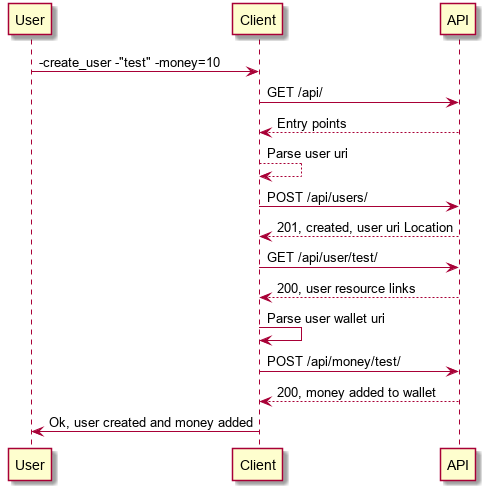 User Client API
-create_user -"test" -money=10
GET /api/
Entry points
Parse user uri
POST /api/users/
201, created, user uri Location
GET /api/user/test/
200, user resource links
Parse user wallet uri
POST /api/money/test/
200, money added to wallet
Ok, user created and money added
User Client API